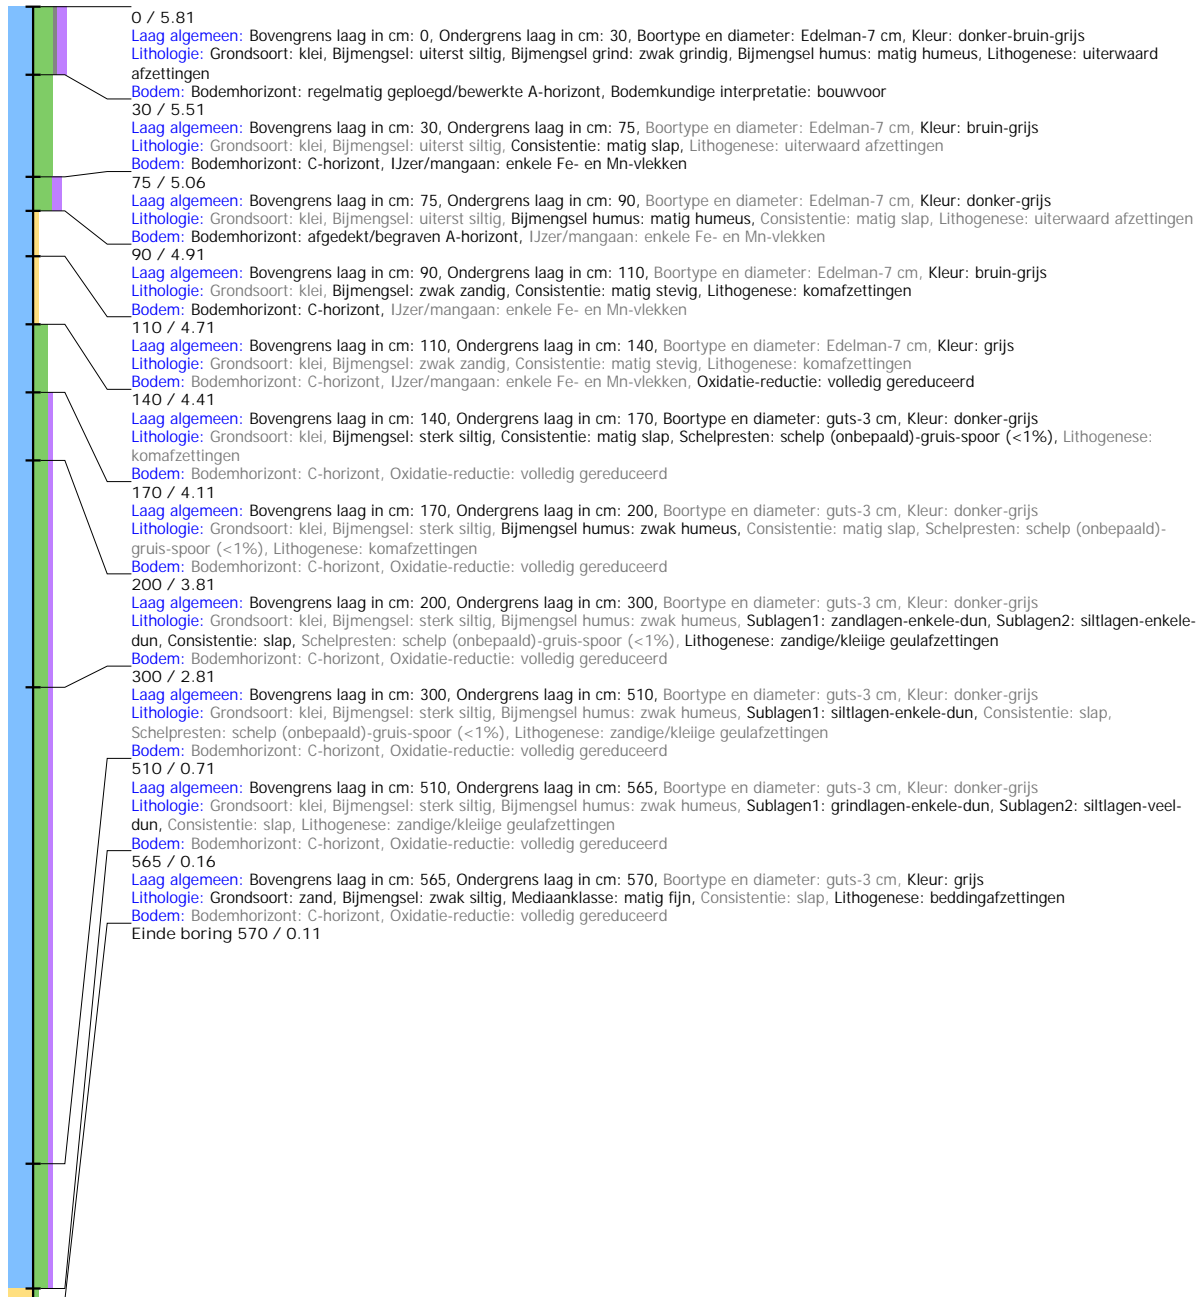 0 / 5.81
Laag algemeen: Bovengrens laag in cm: 0, Ondergrens laag in cm: 30, Boortype en diameter: Edelman-7 cm, Kleur: donker-bruin-grijs
Lithologie: Grondsoort: klei, Bijmengsel: uiterst siltig, Bijmengsel grind: zwak grindig, Bijmengsel humus: matig humeus, Lithogenese: uiterwaard
afzettingen
Bodem: Bodemhorizont: regelmatig geploegd/bewerkte A-horizont, Bodemkundige interpretatie: bouwvoor
30 / 5.51
Laag algemeen: Bovengrens laag in cm: 30, Ondergrens laag in cm: 75, Boortype en diameter: Edelman-7 cm, Kleur: bruin-grijs
Lithologie: Grondsoort: klei, Bijmengsel: uiterst siltig, Consistentie: matig slap, Lithogenese: uiterwaard afzettingen
Bodem: Bodemhorizont: C-horizont, IJzer/mangaan: enkele Fe- en Mn-vlekken
75 / 5.06
Laag algemeen: Bovengrens laag in cm: 75, Ondergrens laag in cm: 90, Boortype en diameter: Edelman-7 cm, Kleur: donker-grijs
Lithologie: Grondsoort: klei, Bijmengsel: uiterst siltig, Bijmengsel humus: matig humeus, Consistentie: matig slap, Lithogenese: uiterwaard afzettingen
Bodem: Bodemhorizont: afgedekt/begraven A-horizont, IJzer/mangaan: enkele Fe- en Mn-vlekken
90 / 4.91
Laag algemeen: Bovengrens laag in cm: 90, Ondergrens laag in cm: 110, Boortype en diameter: Edelman-7 cm, Kleur: bruin-grijs
Lithologie: Grondsoort: klei, Bijmengsel: zwak zandig, Consistentie: matig stevig, Lithogenese: komafzettingen
Bodem: Bodemhorizont: C-horizont, IJzer/mangaan: enkele Fe- en Mn-vlekken
110 / 4.71
Laag algemeen: Bovengrens laag in cm: 110, Ondergrens laag in cm: 140, Boortype en diameter: Edelman-7 cm, Kleur: grijs
Lithologie: Grondsoort: klei, Bijmengsel: zwak zandig, Consistentie: matig stevig, Lithogenese: komafzettingen
Bodem: Bodemhorizont: C-horizont, IJzer/mangaan: enkele Fe- en Mn-vlekken, Oxidatie-reductie: volledig gereduceerd
140 / 4.41
Laag algemeen: Bovengrens laag in cm: 140, Ondergrens laag in cm: 170, Boortype en diameter: guts-3 cm, Kleur: donker-grijs
Lithologie: Grondsoort: klei, Bijmengsel: sterk siltig, Consistentie: matig slap, Schelpresten: schelp (onbepaald)-gruis-spoor (<1%), Lithogenese:
komafzettingen
Bodem: Bodemhorizont: C-horizont, Oxidatie-reductie: volledig gereduceerd
170 / 4.11
Laag algemeen: Bovengrens laag in cm: 170, Ondergrens laag in cm: 200, Boortype en diameter: guts-3 cm, Kleur: donker-grijs
Lithologie: Grondsoort: klei, Bijmengsel: sterk siltig, Bijmengsel humus: zwak humeus, Consistentie: matig slap, Schelpresten: schelp (onbepaald)-
gruis-spoor (<1%), Lithogenese: komafzettingen
Bodem: Bodemhorizont: C-horizont, Oxidatie-reductie: volledig gereduceerd
200 / 3.81
Laag algemeen: Bovengrens laag in cm: 200, Ondergrens laag in cm: 300, Boortype en diameter: guts-3 cm, Kleur: donker-grijs
Lithologie: Grondsoort: klei, Bijmengsel: sterk siltig, Bijmengsel humus: zwak humeus, Sublagen1: zandlagen-enkele-dun, Sublagen2: siltlagen-enkele-
dun, Consistentie: slap, Schelpresten: schelp (onbepaald)-gruis-spoor (<1%), Lithogenese: zandige/kleiige geulafzettingen
Bodem: Bodemhorizont: C-horizont, Oxidatie-reductie: volledig gereduceerd
300 / 2.81
Laag algemeen: Bovengrens laag in cm: 300, Ondergrens laag in cm: 510, Boortype en diameter: guts-3 cm, Kleur: donker-grijs
Lithologie: Grondsoort: klei, Bijmengsel: sterk siltig, Bijmengsel humus: zwak humeus, Sublagen1: siltlagen-enkele-dun, Consistentie: slap,
Schelpresten: schelp (onbepaald)-gruis-spoor (<1%), Lithogenese: zandige/kleiige geulafzettingen
Bodem: Bodemhorizont: C-horizont, Oxidatie-reductie: volledig gereduceerd
510 / 0.71
Laag algemeen: Bovengrens laag in cm: 510, Ondergrens laag in cm: 565, Boortype en diameter: guts-3 cm, Kleur: donker-grijs
Lithologie: Grondsoort: klei, Bijmengsel: sterk siltig, Bijmengsel humus: zwak humeus, Sublagen1: grindlagen-enkele-dun, Sublagen2: siltlagen-veel-
dun, Consistentie: slap, Lithogenese: zandige/kleiige geulafzettingen
Bodem: Bodemhorizont: C-horizont, Oxidatie-reductie: volledig gereduceerd
565 / 0.16
Laag algemeen: Bovengrens laag in cm: 565, Ondergrens laag in cm: 570, Boortype en diameter: guts-3 cm, Kleur: grijs
Lithologie: Grondsoort: zand, Bijmengsel: zwak siltig, Mediaanklasse: matig fijn, Consistentie: slap, Lithogenese: beddingafzettingen
Bodem: Bodemhorizont: C-horizont, Oxidatie-reductie: volledig gereduceerd
Einde boring 570 / 0.11